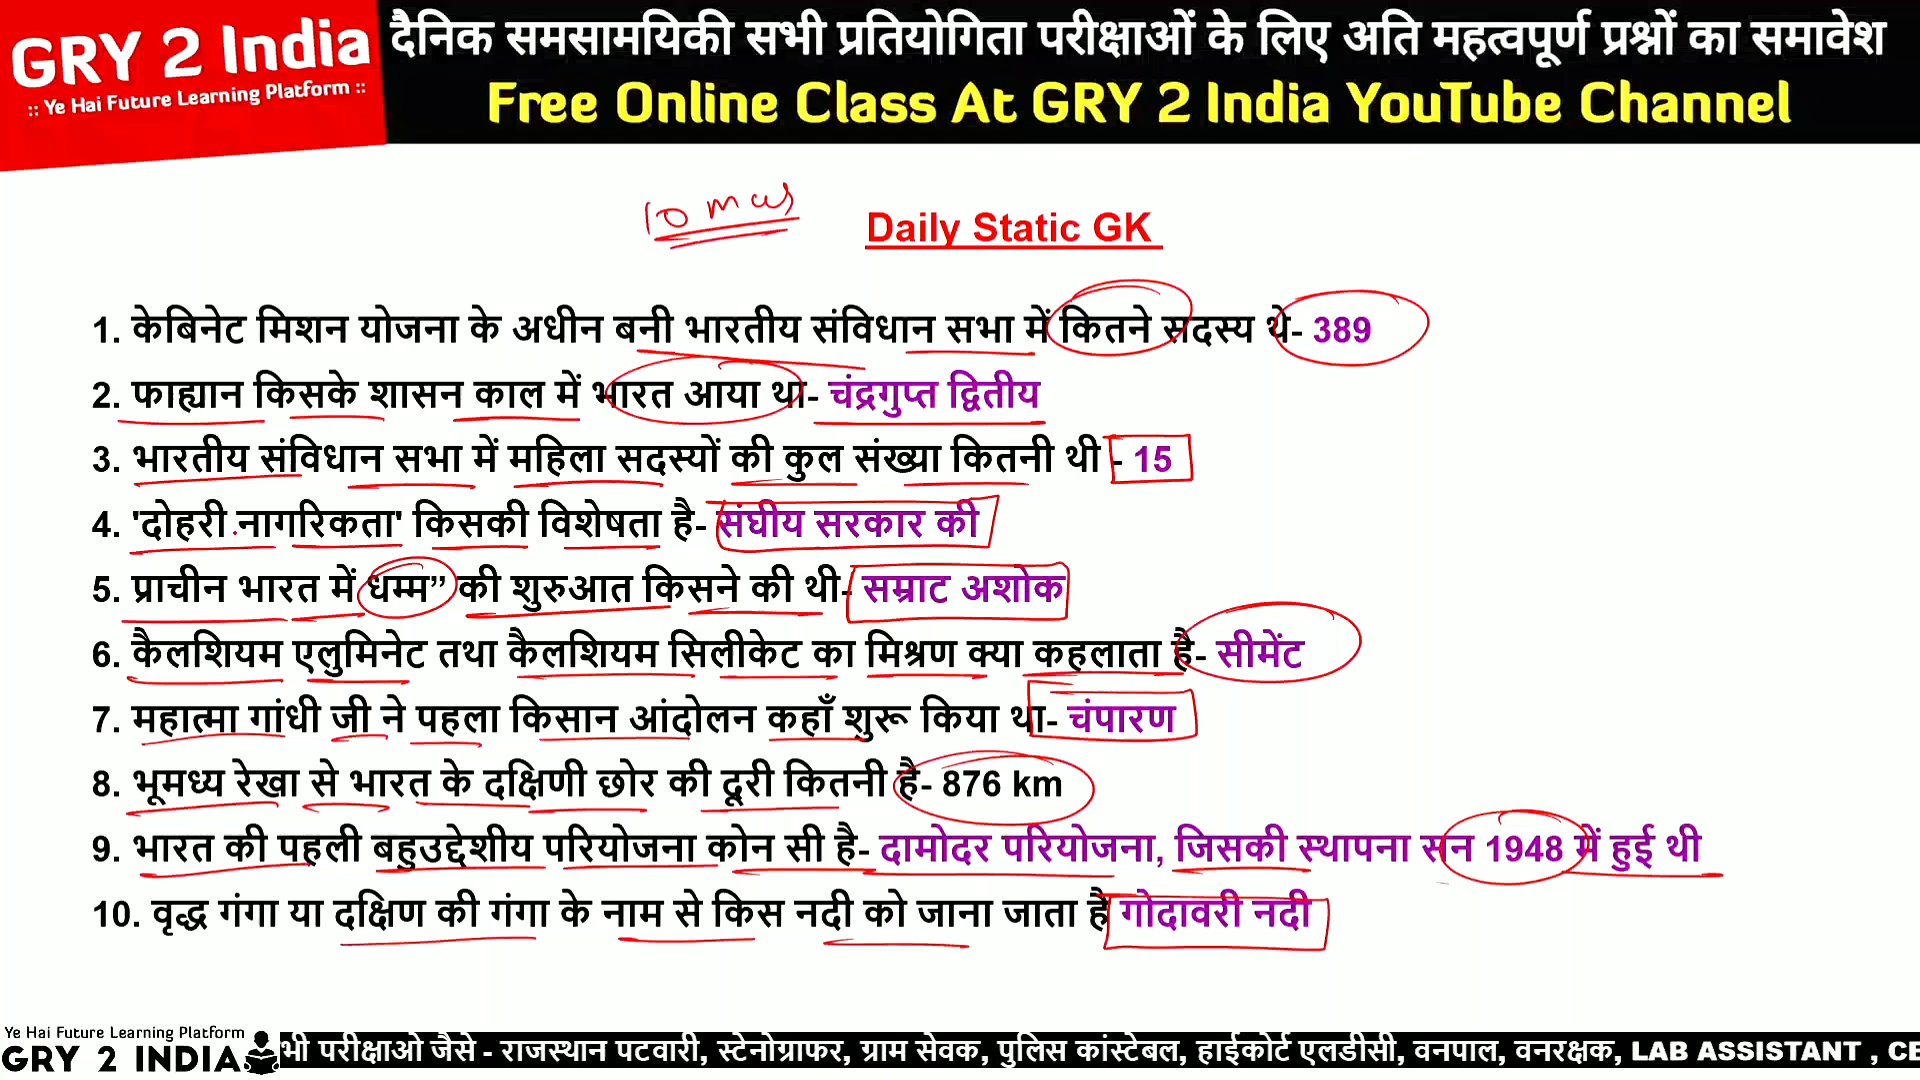 GRY 2 India
:: Ye Hai Future Learning Platform ::
दैनिक समसामयिकी सभी प्रतियोगिता परीक्षाओं के लिए अति महत्वपूर्ण प्रश्नों का समावेश
Free Online Class At GRY 2 India YouTube Channel
10
Daily Static GK
1. केबिनेट मिशन योजना के अधीन बनी भारतीय संविधान सभा में कितने सदस्य थे- 389
2. फाह्यान किसके शासन काल में भारत आया था- चंद्रगुप्त द्वितीय
3. भारतीय संविधान सभा में महिला सदस्यों की कुल संख्या कितनी थी - 15
4. 'दोहरी नागरिकता' किसकी विशेषता है- संघीय सरकार की
5. प्राचीन भारत में धम्म” की शुरुआत किसने की थी- सम्राट अशोक
6. कैलशियम एलुमिनेट तथा कैलशियम सिलीकेट का मिश्रण क्या कहलाता है- सीमेंट
7. महात्मा गांधी जी ने पहला किसान आंदोलन कहाँ शुरू किया था- चंपारण
8. भूमध्य रेखा से भारत के दक्षिणी छोर की दूरी कितनी है- 876 km
9. भारत की पहली बहुउद्देशीय परियोजना कोन सी है- दामोदर परियोजना, जिसकी स्थापना सन 1948 में हुई थी
10. वृद्ध गंगा या दक्षिण की गंगा के नाम से किस नदी को जाना जाता है गोदावरी नदी
Ye Hai Future Learning Platform
GRY 2 INDIA
भी परीक्षाओ जैसे - राजस्थान पटवारी, स्टेनोग्राफर, ग्राम सेवक, पुलिस कांस्टेबल, हाईकोर्ट एलडीसी, वनपाल, वनरक्षक, LAB ASSISTANT , CE